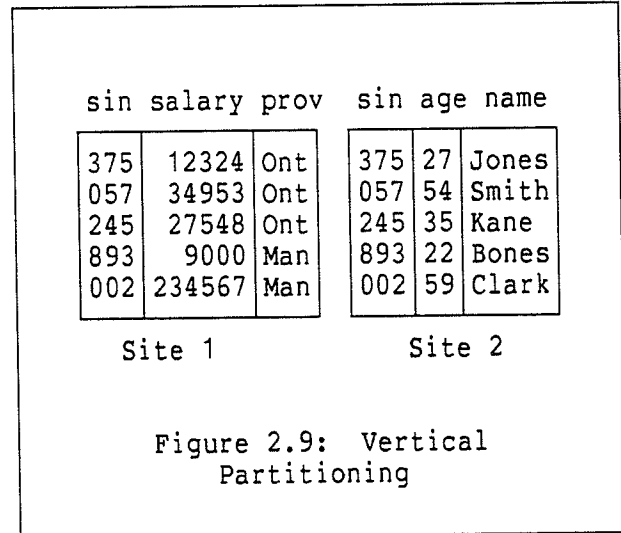 sin salary prov sin age name
375 12324 Ont 375 27 Jones
057 34953 Ont 057 54 Smith
245 27548 Ont 245 35 Kane
893 9000 Man 893 22 Bones
002 234567 Man 002 59 Clark
Site 1 Site 2
Figure 2.9: Vertical
Partitioning